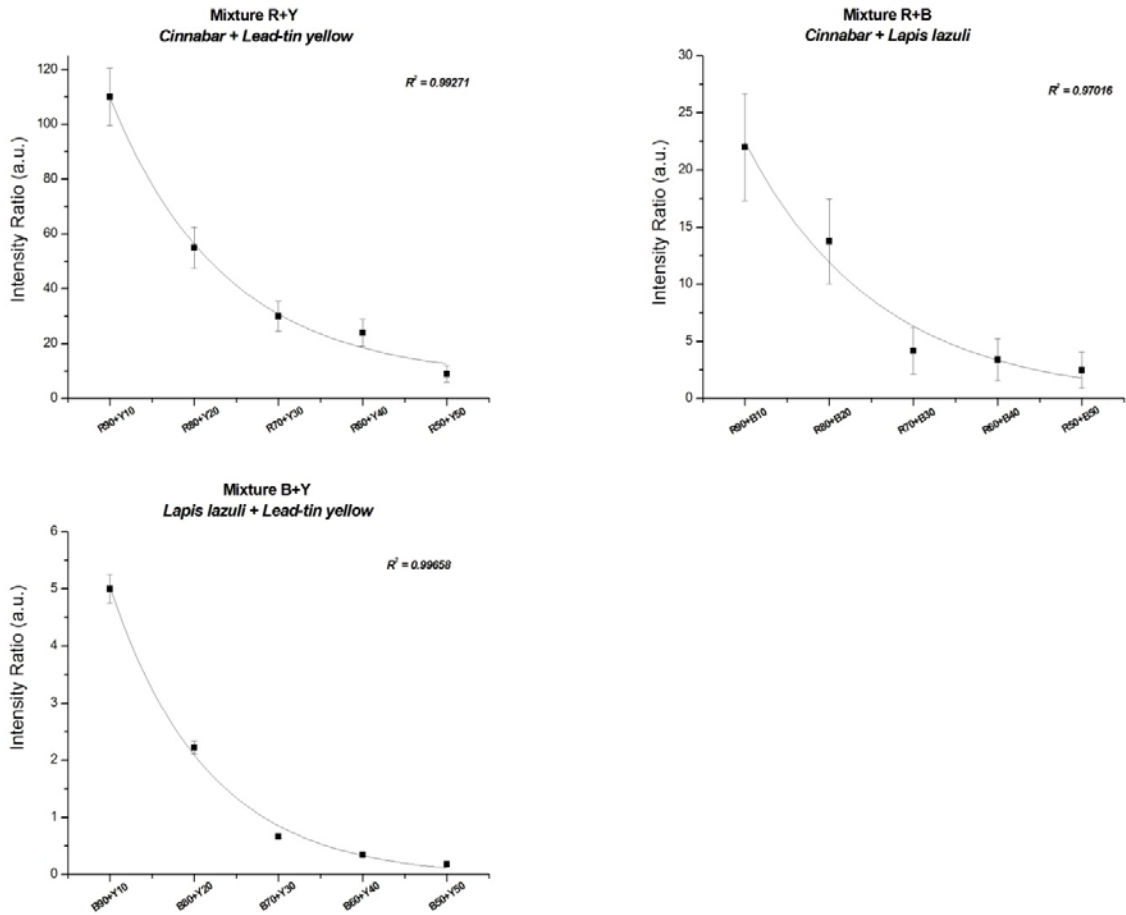 Mixture R+Y
Cinnabar + Lead-tin yellow
R² = 0.99271
Intensity Ratio (a.u.)
120
100
80
60
40
20
0
R90+Y10
R80+Y20
R70+Y30
R60+Y40
R50+Y50
Mixture R+B
Cinnabar + Lapis lazuli
R² = 0.97016
Intensity Ratio (a.u.)
30
25
20
15
10
5
0
R90+B10
R80+B20
R70+B30
R60+B40
R50+B50
Mixture B+Y
Lapis lazuli + Lead-tin yellow
R² = 0.99658
Intensity Ratio (a.u.)
6
5
4
3
2
1
0
B90+Y10
B80+Y20
B70+Y30
B60+Y40
B50+Y50